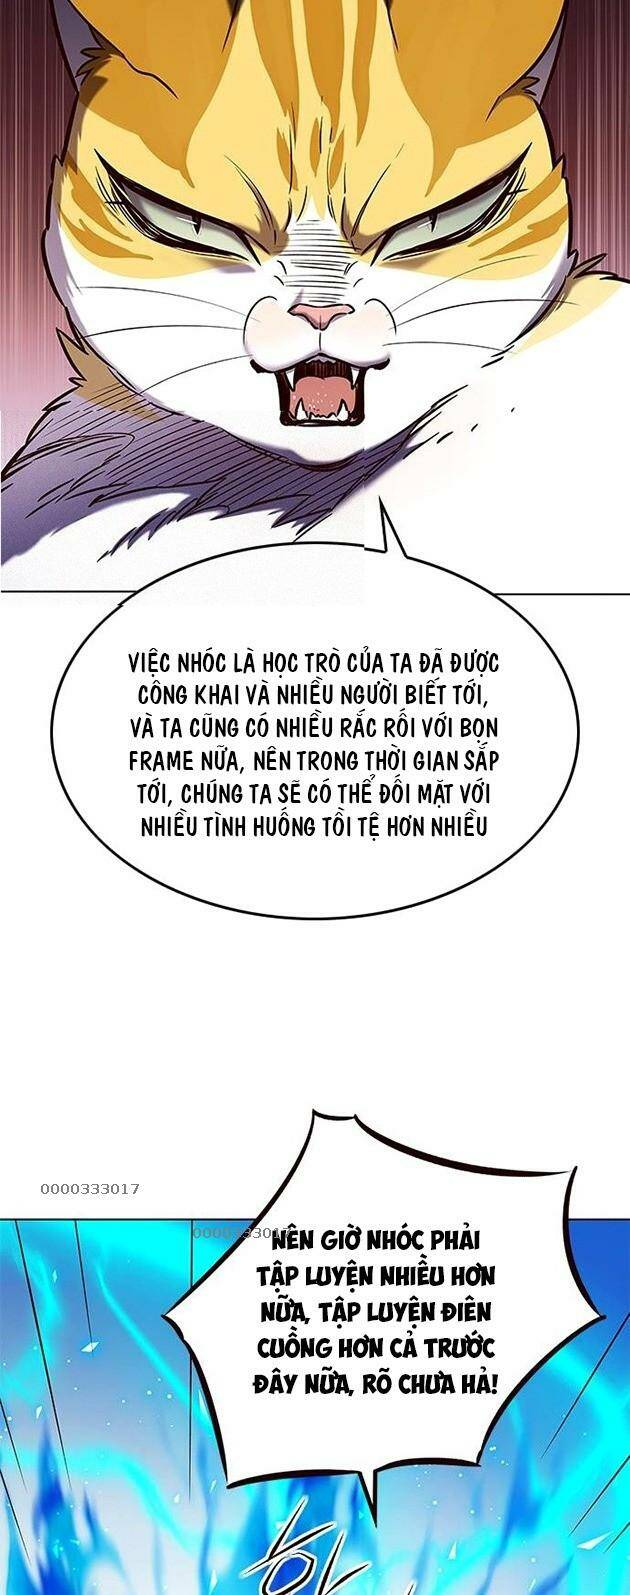 VIỆC NHÓC LÀ HỌC TRÒ CỦA TA ĐÃ ĐƯỢC
CÔNG KHAI VÀ NHIỀU NGƯỜI BIẾT TỚI,
VÀ TA CŨNG CÓ NHIỀU RẮC RỐI VỚI BỌN
FRAME NỮA, NÊN TRONG THỜI GIAN SẮP
TỚI, CHÚNG TA SẼ CÓ THỂ ĐỐI MẶT VỚI
NHIỀU TÌNH HUỐNG TỒI TỆ HƠN NHIỀU
0000333017
0000333017
NÊN GIỜ NHÓC PHẢI
TẬP LUYỆN NHIỀU HƠN
NỮA, TẬP LUYỆN ĐIÊN
CUỒNG HƠN CẢ TRƯỚC
ĐÂY NỮA, RÕ CHƯA HẢ!